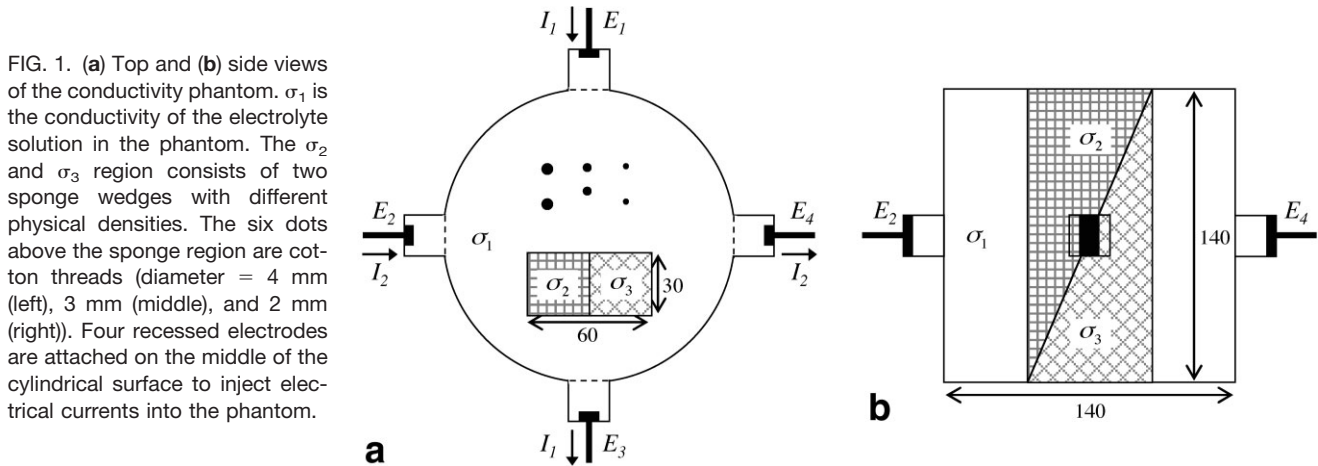 FIG. 1. (a) Top and (b) side views
of the conductivity phantom. σ₁ is
the conductivity of the electrolyte
solution in the phantom. The σ₂
and σ₃ region consists of two
sponge wedges with different
physical densities. The six dots
above the sponge region are cot-
ton threads (diameter = 4 mm
(left), 3 mm (middle), and 2 mm
(right)). Four recessed electrodes
are attached on the middle of the
cylindrical surface to inject elec-
trical currents into the phantom.
I₁ E₁
E₂ E₄
σ₁
I₂ I₂
σ₂ σ₃ 30
60
I₁ E₃
a
σ₂
E₂ σ₁ E₄
140
σ₃
140
b